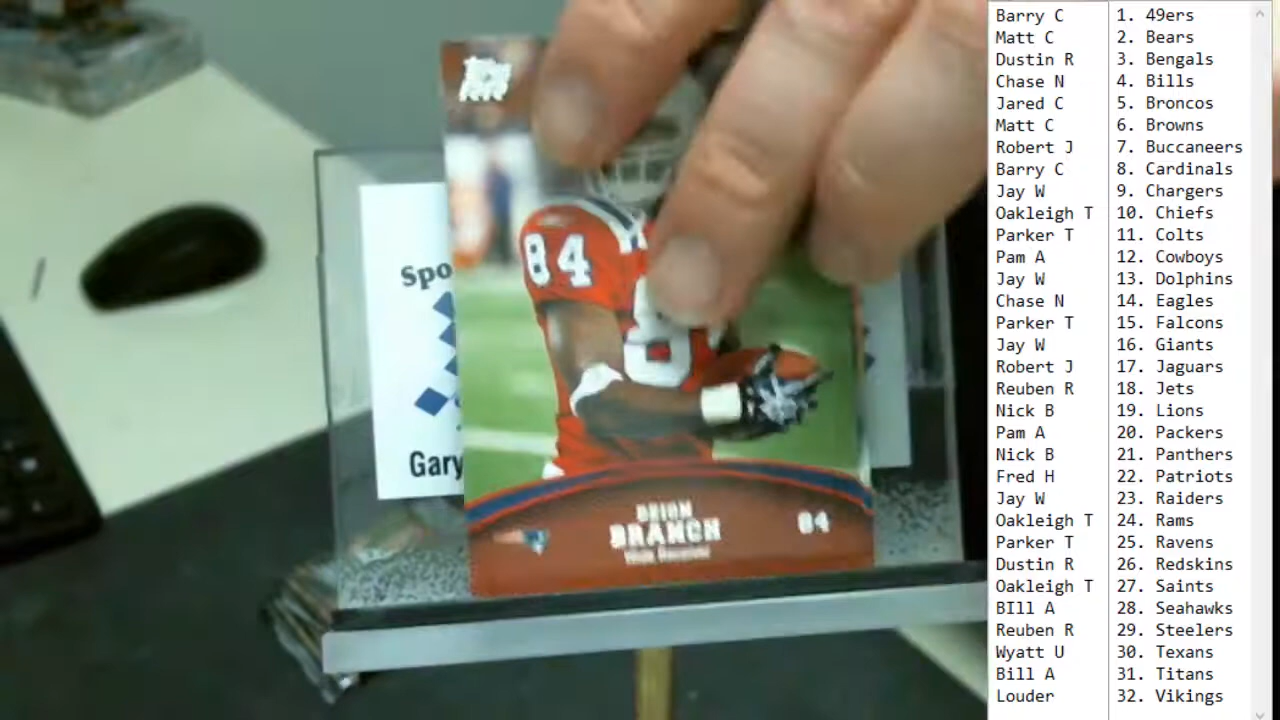 Spo
Gary
84
8
DEION
BRANCH
Wide Receiver
84
Barry C 1. 49ers
Matt C 2. Bears
Dustin R 3. Bengals
Chase N 4. Bills
Jared C 5. Broncos
Matt C 6. Browns
Robert J 7. Buccaneers
Barry C 8. Cardinals
Jay W 9. Chargers
Oakleigh T 10. Chiefs
Parker T 11. Colts
Pam A 12. Cowboys
Jay W 13. Dolphins
Chase N 14. Eagles
Parker T 15. Falcons
Jay W 16. Giants
Robert J 17. Jaguars
Reuben R 18. Jets
Nick B 19. Lions
Pam A 20. Packers
Nick B 21. Panthers
Fred H 22. Patriots
Jay W 23. Raiders
Oakleigh T 24. Rams
Parker T 25. Ravens
Dustin R 26. Redskins
Oakleigh T 27. Saints
BIll A 28. Seahawks
Reuben R 29. Steelers
Wyatt U 30. Texans
Bill A 31. Titans
Louder 32. Vikings